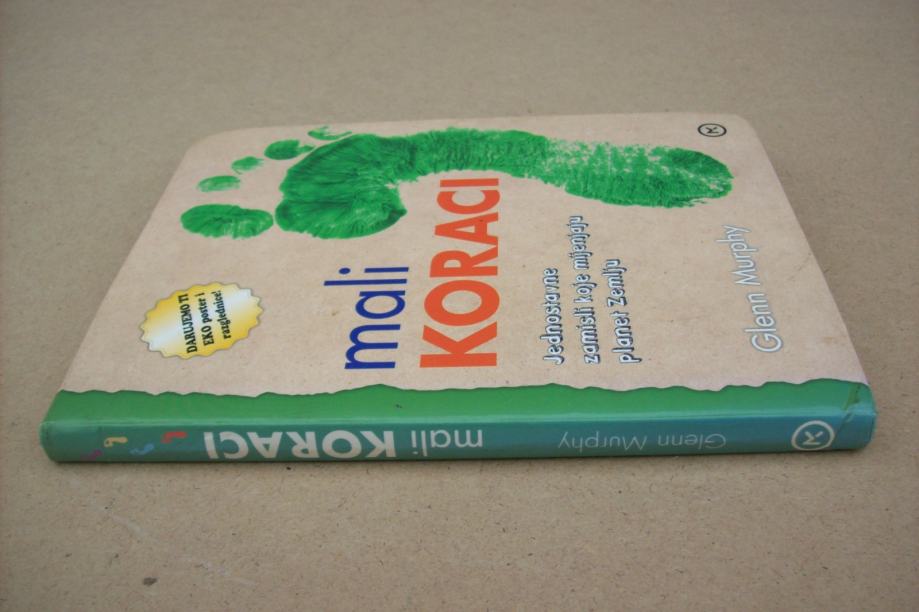 mali
KORACI
Jednostavne
zamisli koje mijenjaju
planet Zemlju
Glenn Murphy
DARUJEMO TI
EKO poster i
razglednice!
mali KORACI
Glenn Murphy